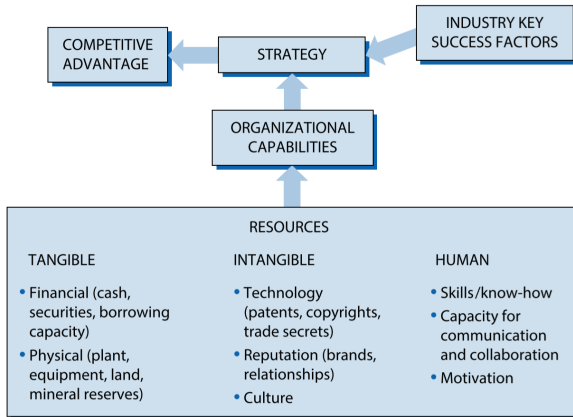 INDUSTRY KEY
SUCCESS FACTORS
COMPETITIVE
ADVANTAGE
STRATEGY
ORGANIZATIONAL
CAPABILITIES
RESOURCES
TANGIBLE
• Financial (cash,
securities, borrowing
capacity)
• Physical (plant,
equipment, land,
mineral reserves)
INTANGIBLE
• Technology
(patents, copyrights,
trade secrets)
• Reputation (brands,
relationships)
• Culture
HUMAN
• Skills/know-how
• Capacity for
communication
and collaboration
• Motivation